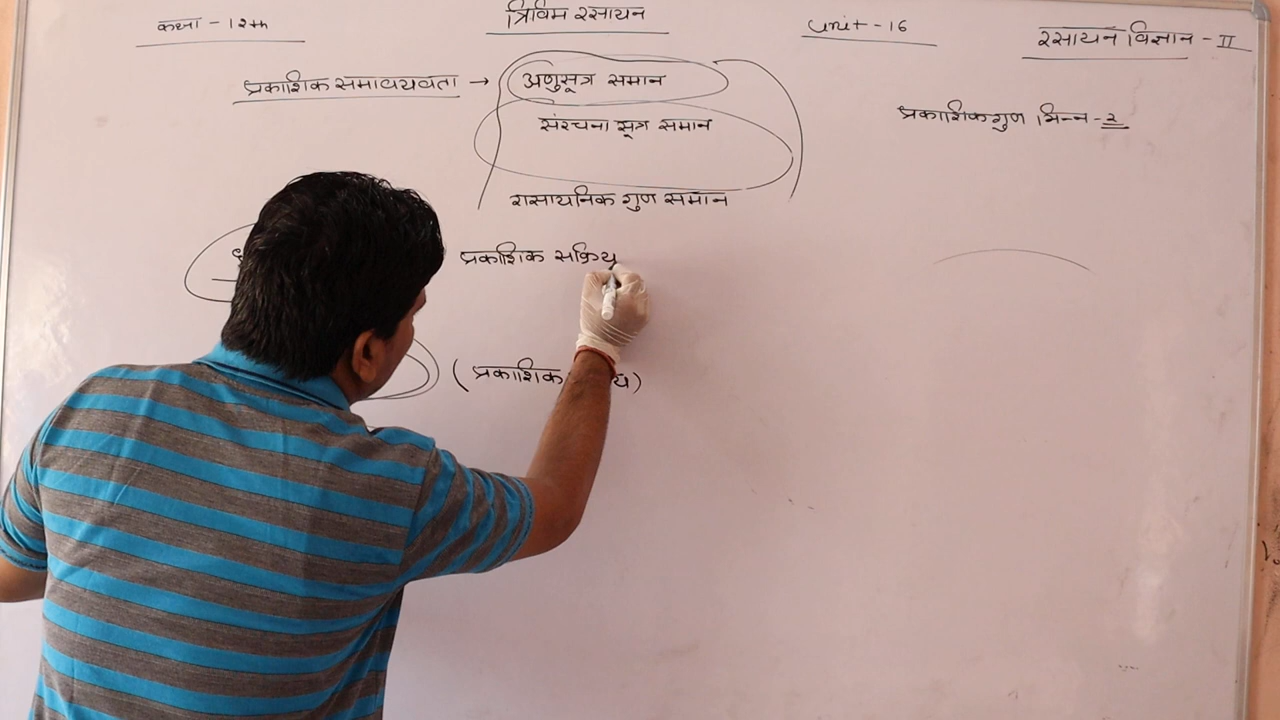 कक्षा - 12th
त्रिविम रसायन
Unit - 16
रसायन विज्ञान - II
प्रकाशिक समावयवता → अणुसूत्र समान
संरचना सूत्र समान
प्रकाशिक गुण भिन्न - 2
रासायनिक गुण समान
प्रकाशिक सक्रिय
(प्रकाशिक